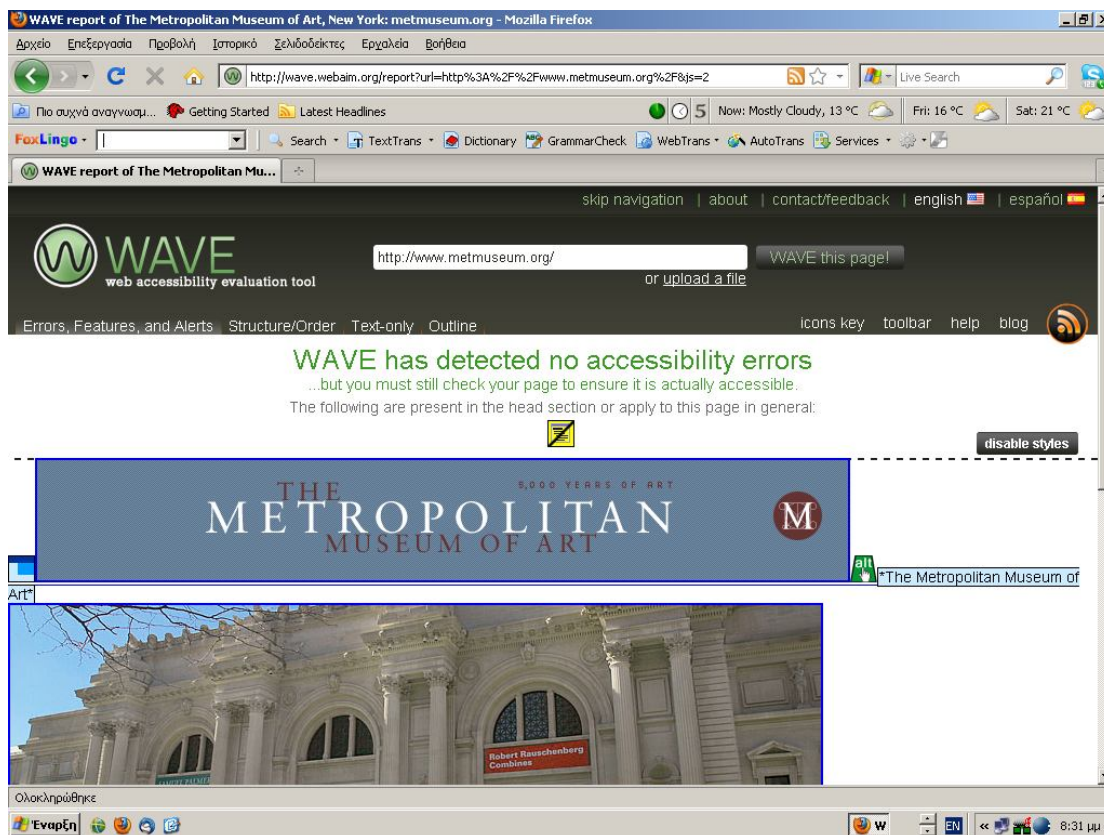 WAVE report of The Metropolitan Museum of Art, New York: metmuseum.org - Mozilla Firefox
Αρχείο Επεξεργασία Προβολή Ιστορικό Σελιδοδείκτες Εργαλεία Βοήθεια
http://wave.webaim.org/report?url=http%3A%2F%2Fwww.metmuseum.org%2F&js=2 Live Search
Πιο συχνά αναγνωσμ... Getting Started Latest Headlines 5 Now: Mostly Cloudy, 13 °C Fri: 16 °C Sat: 21 °C
FoxLingo Search TextTrans Dictionary GrammarCheck WebTrans AutoTrans Services
WAVE report of The Metropolitan Mu...
skip navigation | about | contact/feedback | english | español
WAVE
web accessibility evaluation tool
http://www.metmuseum.org/ WAVE this page!
or upload a file
Errors, Features, and Alerts Structure/Order Text-only Outline icons key toolbar help blog
WAVE has detected no accessibility errors
...but you must still check your page to ensure it is actually accessible.
The following are present in the head section or apply to this page in general:
disable styles
5,000 YEARS OF ART
THE
METROPOLITAN
MUSEUM OF ART
M
alt
*The Metropolitan Museum of
Art*
Robert Rauschenberg
Combines
SAMUEL PALMER
Ολοκληρώθηκε
Έναρξη W EN « 8:31 μμ